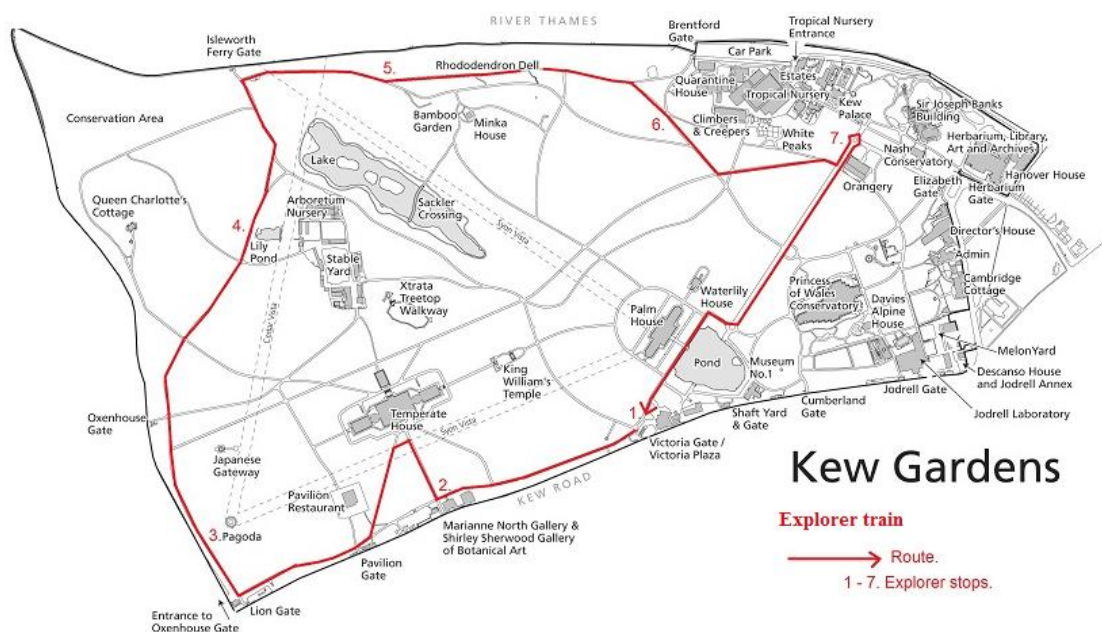 RIVER THAMES
Isleworth
Ferry Gate
Brentford
Gate
Tropical Nursery
Entrance
Car Park
5.
Rhododendron Dell
Quarantine
House
Estates
Tropical Nursery
Kew
Palace
Sir Joseph Banks
Building
Conservation Area
Bamboo
Garden
Minka
House
6.
Climbers
& Creepers
White
Peaks
7.
Nash
Conservatory
Herbarium, Library,
Art and Archives
Hanover House
Orangery
Elizabeth
Gate
Herbarium
Gate
Lake
Queen Charlotte's
Cottage
4.
Arboretum
Nursery
Sackler
Crossing
Syon Vista
Director's House
Lily
Pond
Stable
Yard
Admin
Xtrata
Treetop
Walkway
Waterlily
House
Princess
of Wales
Conservatory
Cambridge
Cottage
Cedar Vista
Palm
House
Davies
Alpine
House
Pond
Museum
No.1
Melon Yard
King
William's
Temple
Descanso House
and Jodrell Annex
Jodrell Gate
Oxenhouse
Gate
Temperate
House
Syon Vista
1.
Shaft Yard
& Gate
Cumberland
Gate
Jodrell Laboratory
Victoria Gate /
Victoria Plaza
Japanese
Gateway
Pavilion
Restaurant
2.
KEW ROAD
Kew Gardens
3.
Pagoda
Marianne North Gallery &
Shirley Sherwood Gallery
of Botanical Art
Explorer train
Pavilion
Gate
Route.
1 - 7. Explorer stops.
Lion Gate
Entrance to
Oxenhouse Gate